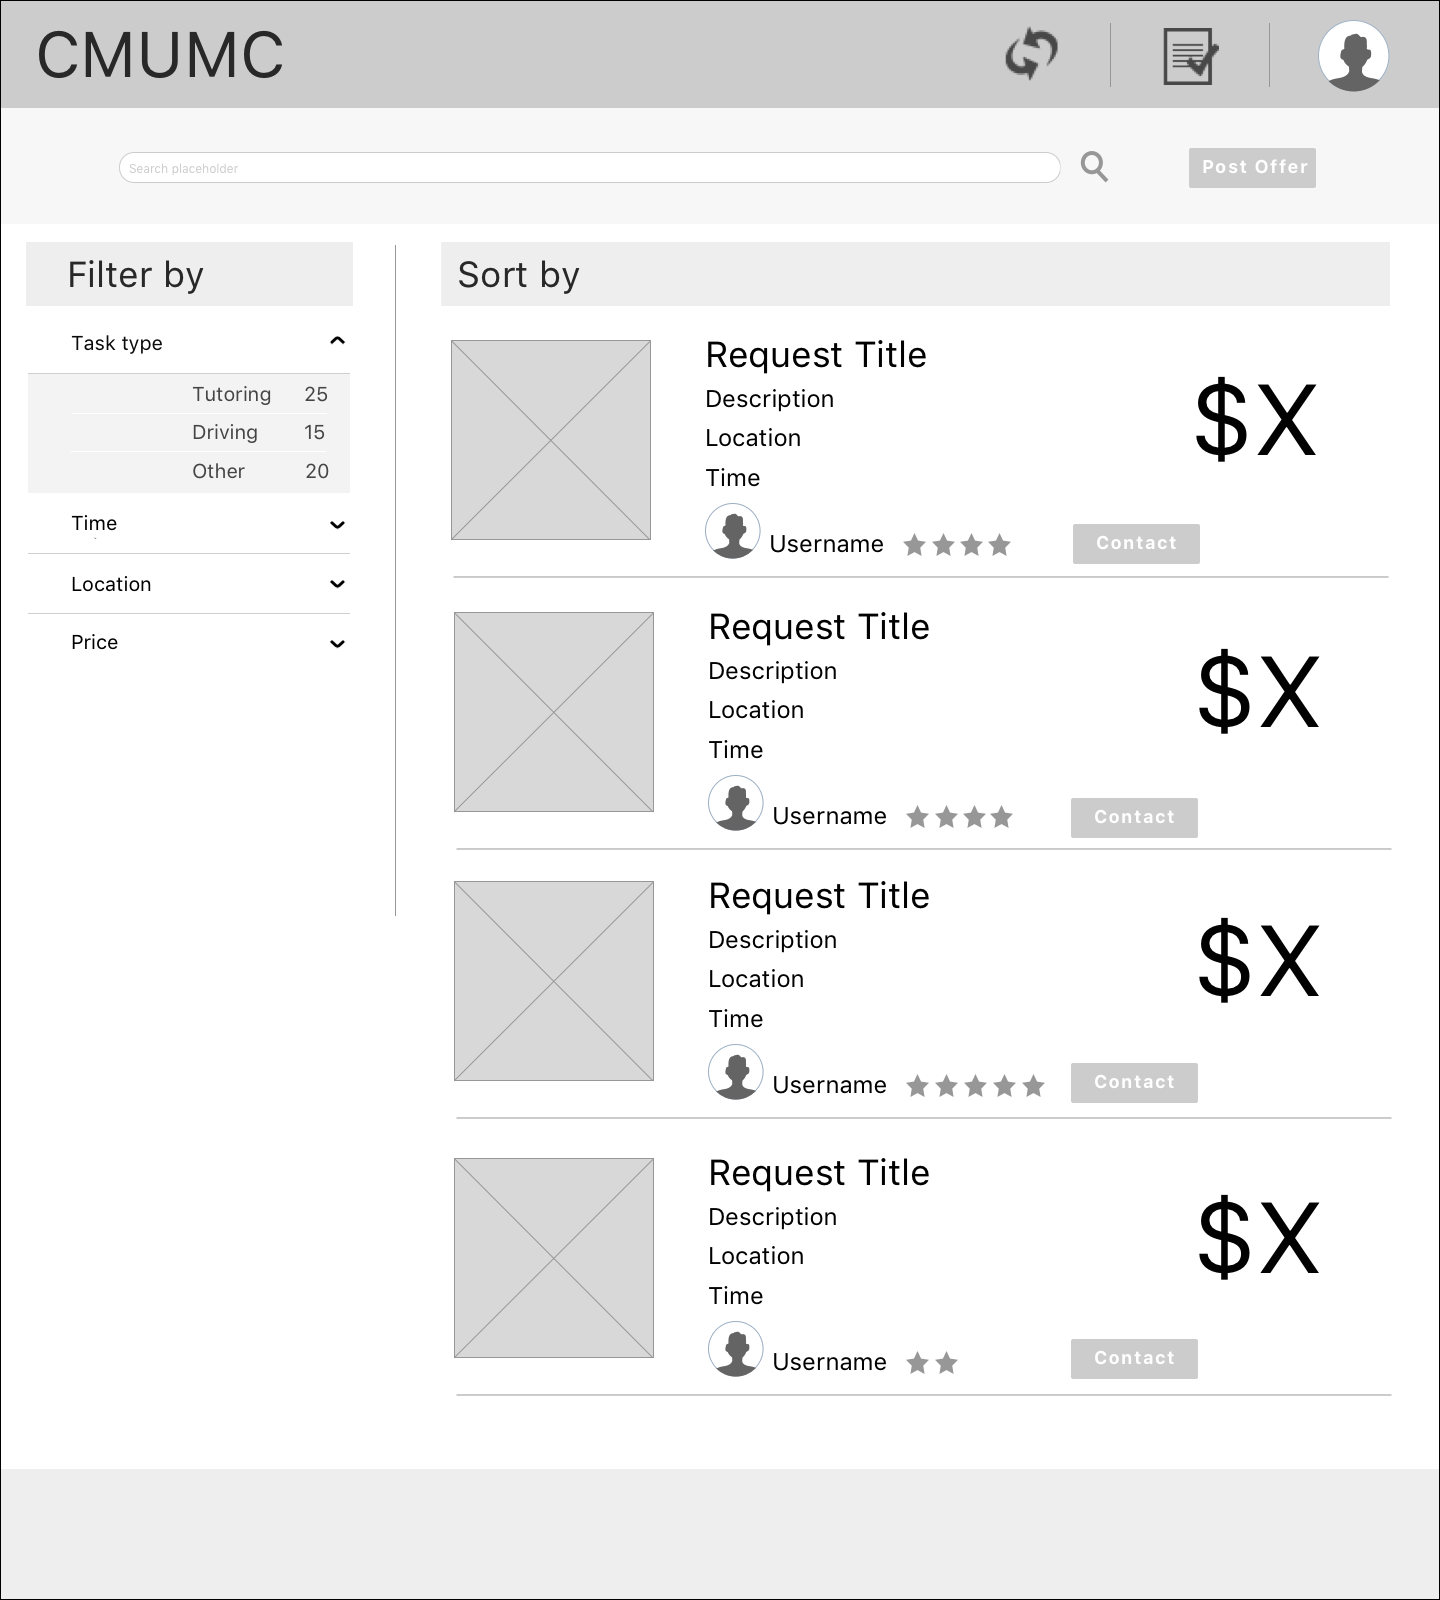 CMUMC
Search placeholder
Post Offer
Filter by
Task type
Tutoring 25
Driving 15
Other 20
Time
Location
Price
Sort by
Request Title
Description
Location
Time
$X
Username
Contact
Request Title
Description
Location
Time
$X
Username
Contact
Request Title
Description
Location
Time
$X
Username
Contact
Request Title
Description
Location
Time
$X
Username
Contact